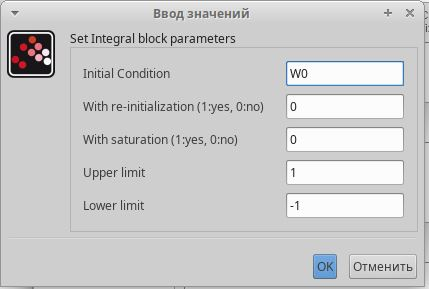 Ввод значений
Set Integral block parameters
Initial Condition W0
With re-initialization (1:yes, 0:no) 0
With saturation (1:yes, 0:no) 0
Upper limit 1
Lower limit -1
OK Отменить